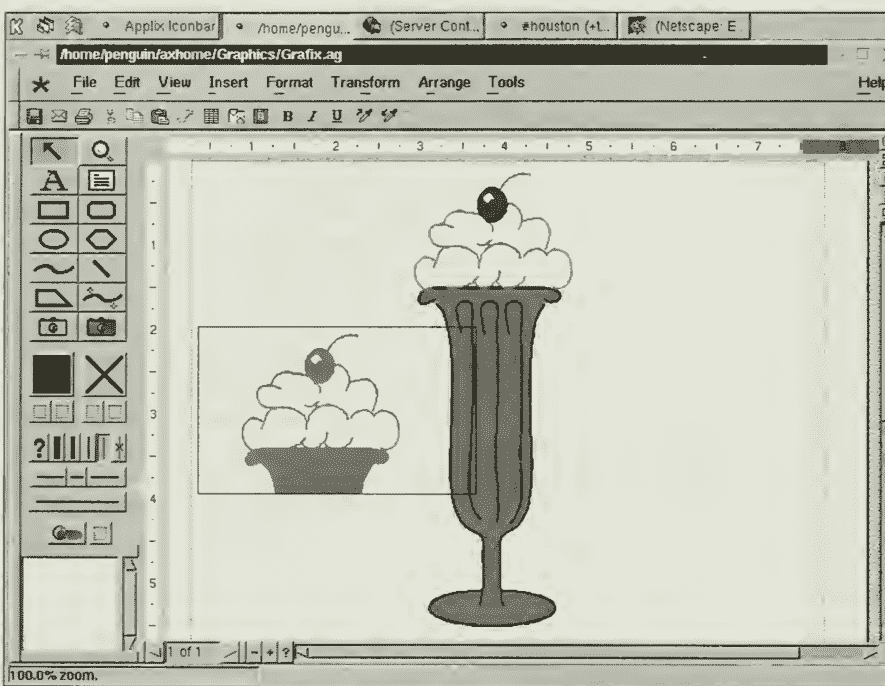 Applix Iconbar /home/pengu... (Server Cont... #houston (+t... (Netscape: E...
/home/penguin/axhome/Graphics/Grafix.ag
File Edit View Insert Format Transform Arrange Tools Help
B I U
A
1 2 3 4 5 6 7 8
1
2
3
4
5
?
1 of 1 - + ?
100.0% zoom.